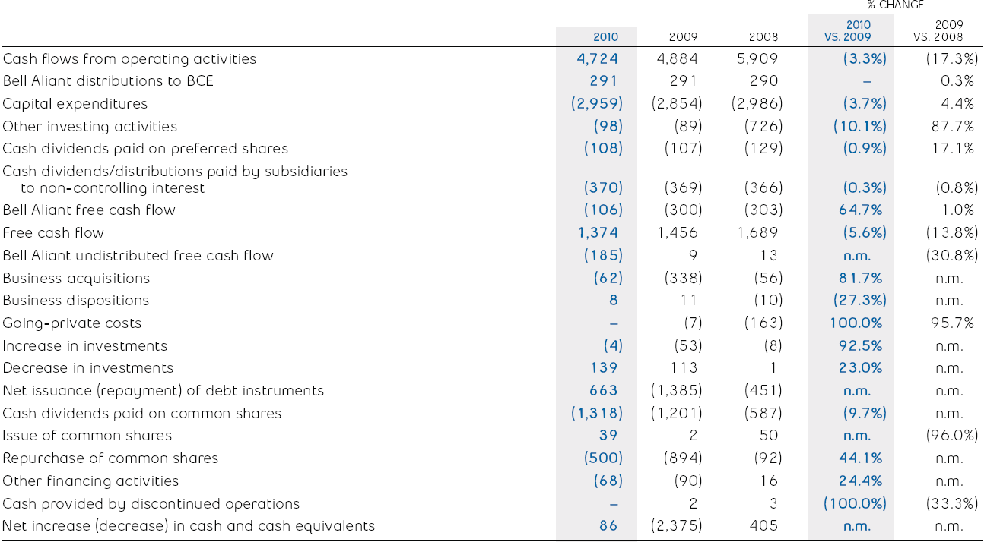 % CHANGE
2010 2009
2010 2009 2008 VS. 2009 VS. 2008
Cash flows from operating activities 4,724 4,884 5,909 (3.3%) (17.3%)
Bell Aliant distributions to BCE 291 291 290 – 0.3%
Capital expenditures (2,959) (2,854) (2,986) (3.7%) 4.4%
Other investing activities (98) (89) (726) (10.1%) 87.7%
Cash dividends paid on preferred shares (108) (107) (129) (0.9%) 17.1%
Cash dividends/distributions paid by subsidiaries
to non-controlling interest (370) (369) (366) (0.3%) (0.8%)
Bell Aliant free cash flow (106) (300) (303) 64.7% 1.0%
Free cash flow 1,374 1,456 1,689 (5.6%) (13.8%)
Bell Aliant undistributed free cash flow (185) 9 13 n.m. (30.8%)
Business acquisitions (62) (338) (56) 81.7% n.m.
Business dispositions 8 11 (10) (27.3%) n.m.
Going-private costs – (7) (163) 100.0% 95.7%
Increase in investments (4) (53) (8) 92.5% n.m.
Decrease in investments 139 113 1 23.0% n.m.
Net issuance (repayment) of debt instruments 663 (1,385) (451) n.m. n.m.
Cash dividends paid on common shares (1,318) (1,201) (587) (9.7%) n.m.
Issue of common shares 39 2 50 n.m. (96.0%)
Repurchase of common shares (500) (894) (92) 44.1% n.m.
Other financing activities (68) (90) 16 24.4% n.m.
Cash provided by discontinued operations – 2 3 (100.0%) (33.3%)
Net increase (decrease) in cash and cash equivalents 86 (2,375) 405 n.m. n.m.